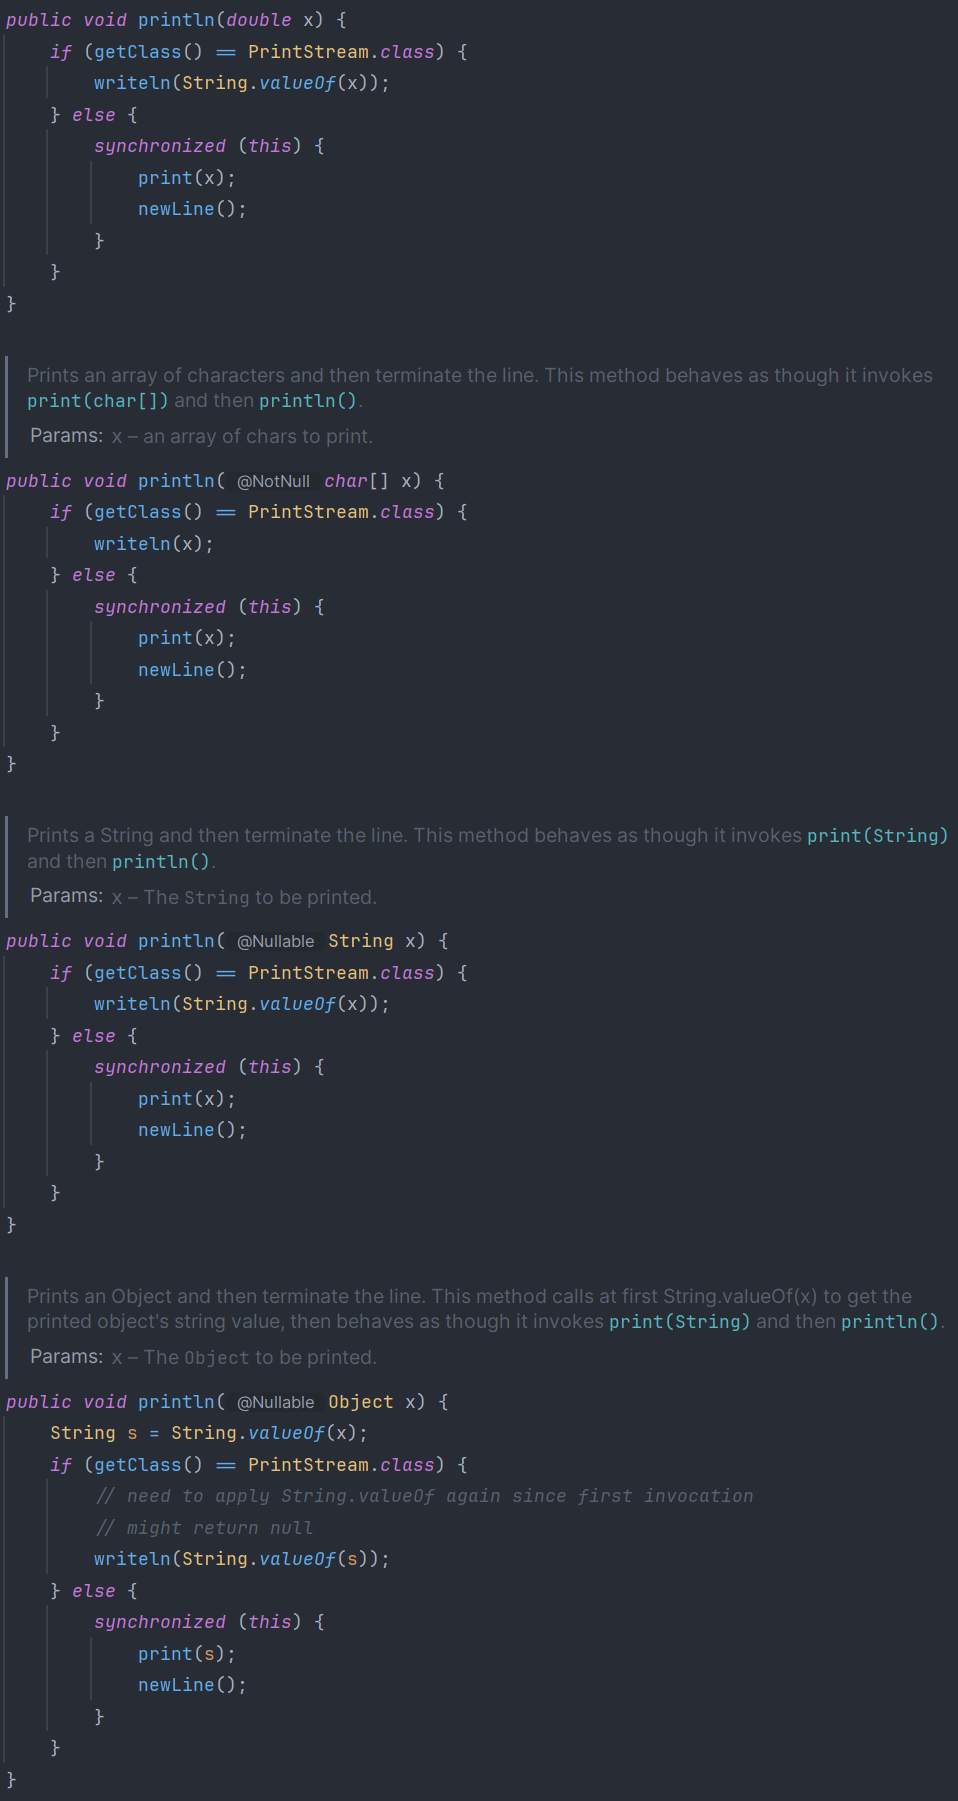 public void println(double x) {
    if (getClass() == PrintStream.class) {
        writeln(String.valueOf(x));
    } else {
        synchronized (this) {
            print(x);
            newLine();
        }
    }
}
Prints an array of characters and then terminate the line. This method behaves as though it invokes
print(char[]) and then println().
Params: x – an array of chars to print.
public void println( @NotNull char[] x) {
    if (getClass() == PrintStream.class) {
        writeln(x);
    } else {
        synchronized (this) {
            print(x);
            newLine();
        }
    }
}
Prints a String and then terminate the line. This method behaves as though it invokes print(String)
and then println().
Params: x – The String to be printed.
public void println( @Nullable String x) {
    if (getClass() == PrintStream.class) {
        writeln(String.valueOf(x));
    } else {
        synchronized (this) {
            print(x);
            newLine();
        }
    }
}
Prints an Object and then terminate the line. This method calls at first String.valueOf(x) to get the
printed object's string value, then behaves as though it invokes print(String) and then println().
Params: x – The Object to be printed.
public void println( @Nullable Object x) {
    String s = String.valueOf(x);
    if (getClass() == PrintStream.class) {
        // need to apply String.valueOf again since first invocation
        // might return null
        writeln(String.valueOf(s));
    } else {
        synchronized (this) {
            print(s);
            newLine();
        }
    }
}